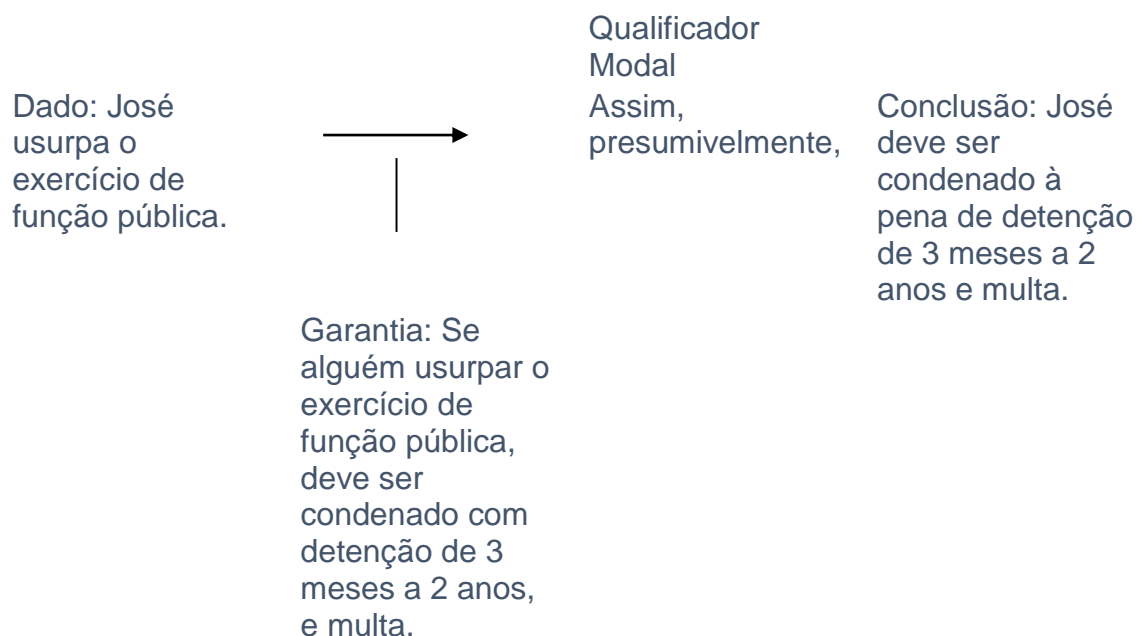 Dado: José
usurpa o
exercício de
função pública.
Qualificador
Modal
Assim,
presumivelmente,
Conclusão: José
deve ser
condenado à
pena de detenção
de 3 meses a 2
anos e multa.
Garantia: Se
alguém usurpar o
exercício de
função pública,
deve ser
condenado com
detenção de 3
meses a 2 anos,
e multa.